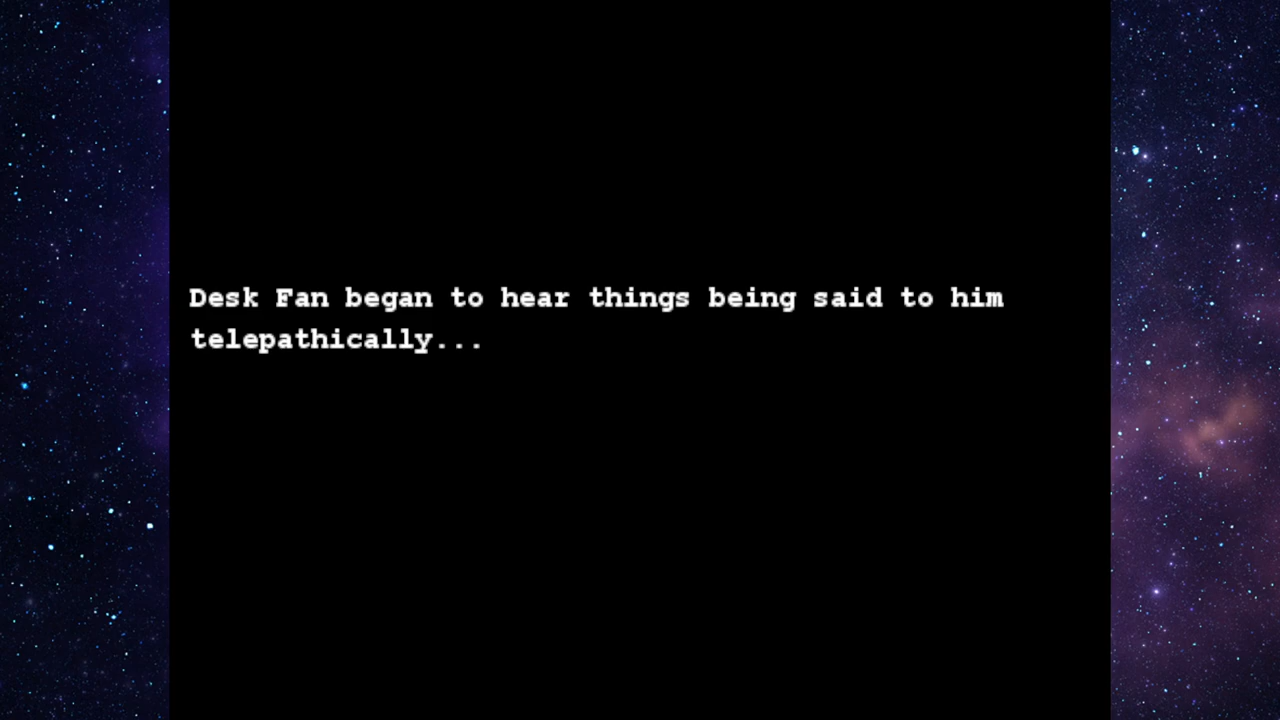 Desk Fan began to hear things being said to him
telepathically...